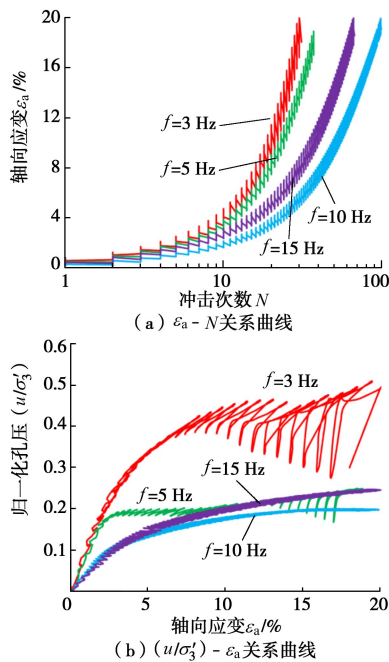 20
16
12
8
4
0
轴向应变εa/%
f=3 Hz
f=5 Hz
f=10 Hz
f=15 Hz
1
10
100
冲击次数 N
(a) εa-N关系曲线
0.6
0.5
0.4
0.3
0.2
0.1
归一化孔压(u/σ′3)
f=3 Hz
f=15 Hz
f=5 Hz
f=10 Hz
0
5
10
15
20
轴向应变εa/%
(b) (u/σ′3)-εa关系曲线